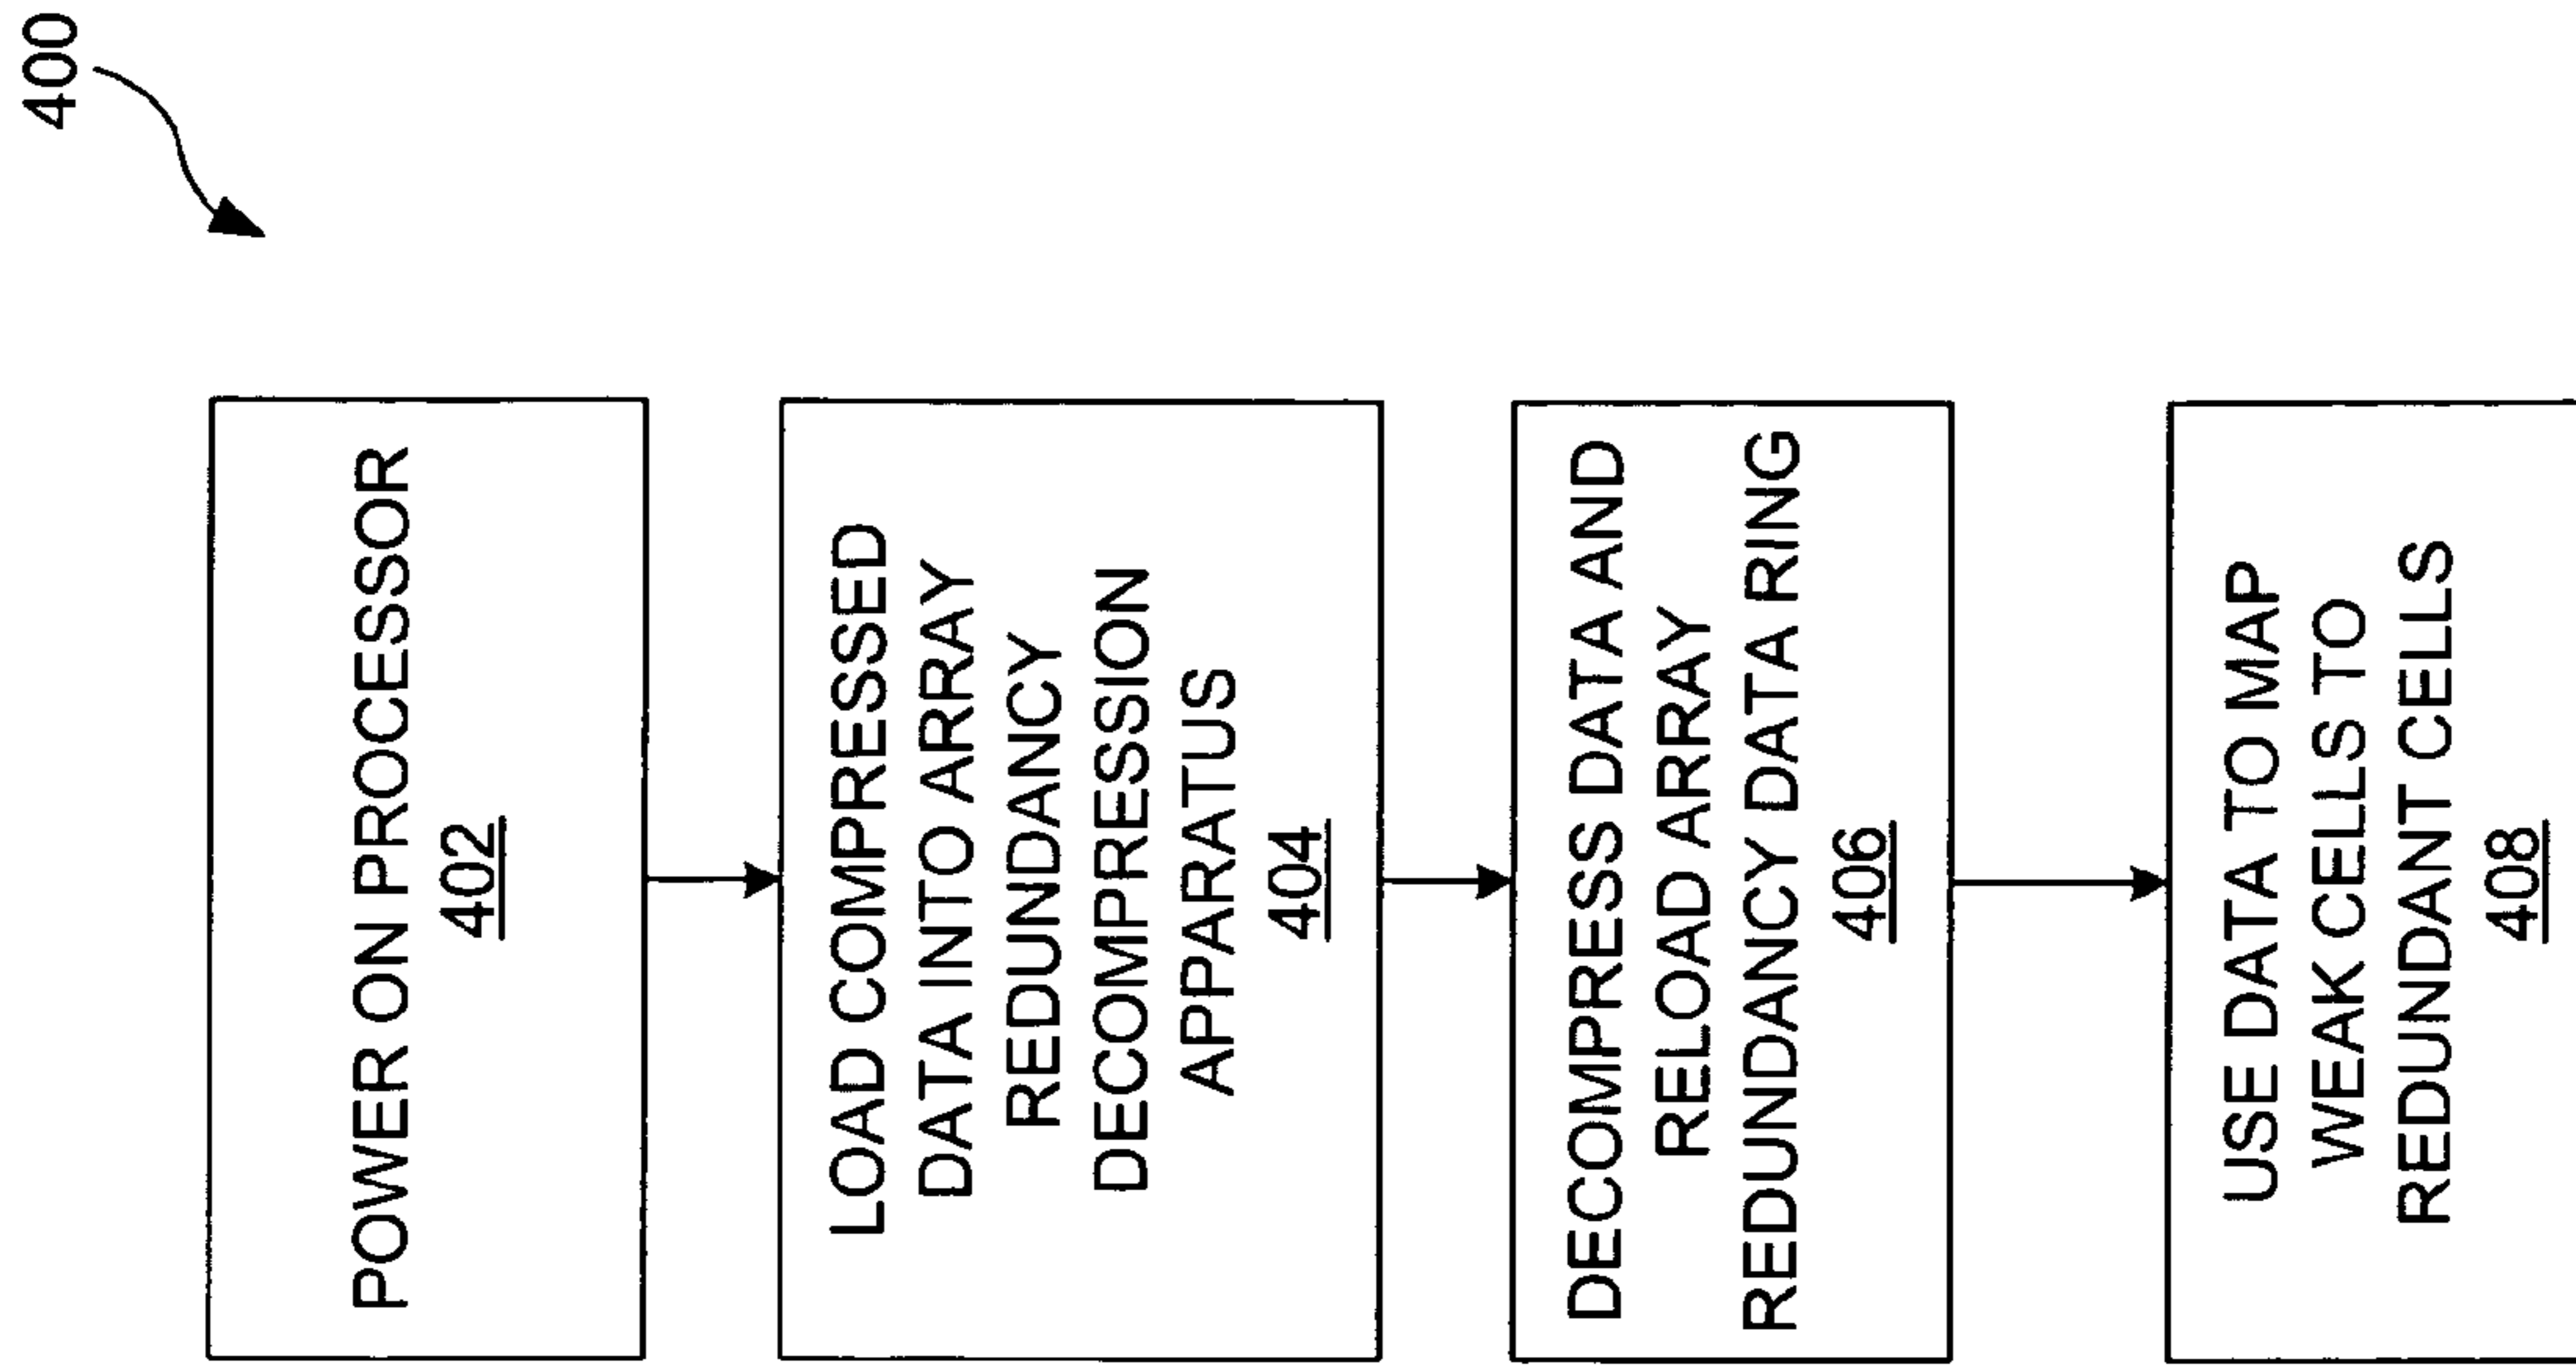 400
POWER ON PROCESSOR
402
LOAD COMPRESSED
DATA INTO ARRAY
REDUNDANCY
DECOMPRESSION
APPARATUS
404
DECOMPRESS DATA AND
RELOAD ARRAY
REDUNDANCY DATA RING
406
USE DATA TO MAP
WEAK CELLS TO
REDUNDANT CELLS
408